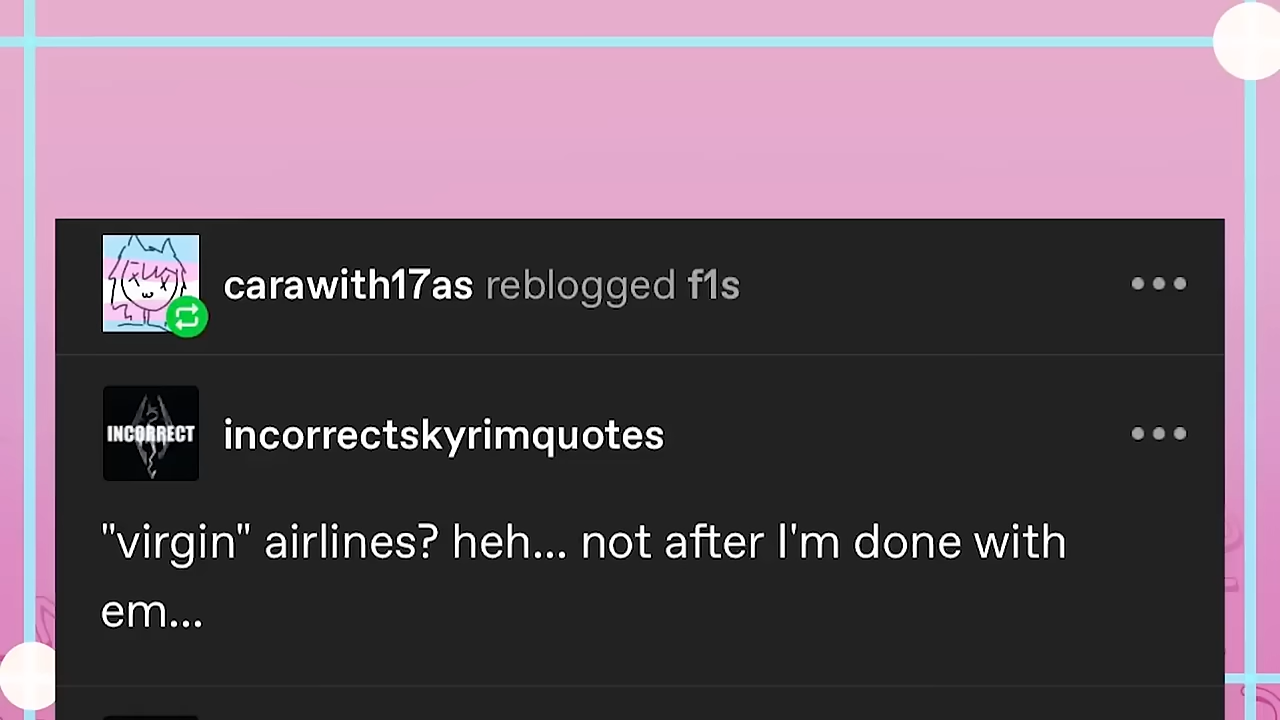 carawith17as reblogged f1s
INCORRECT
incorrectskyrimquotes
"virgin" airlines? heh... not after I'm done with
em...